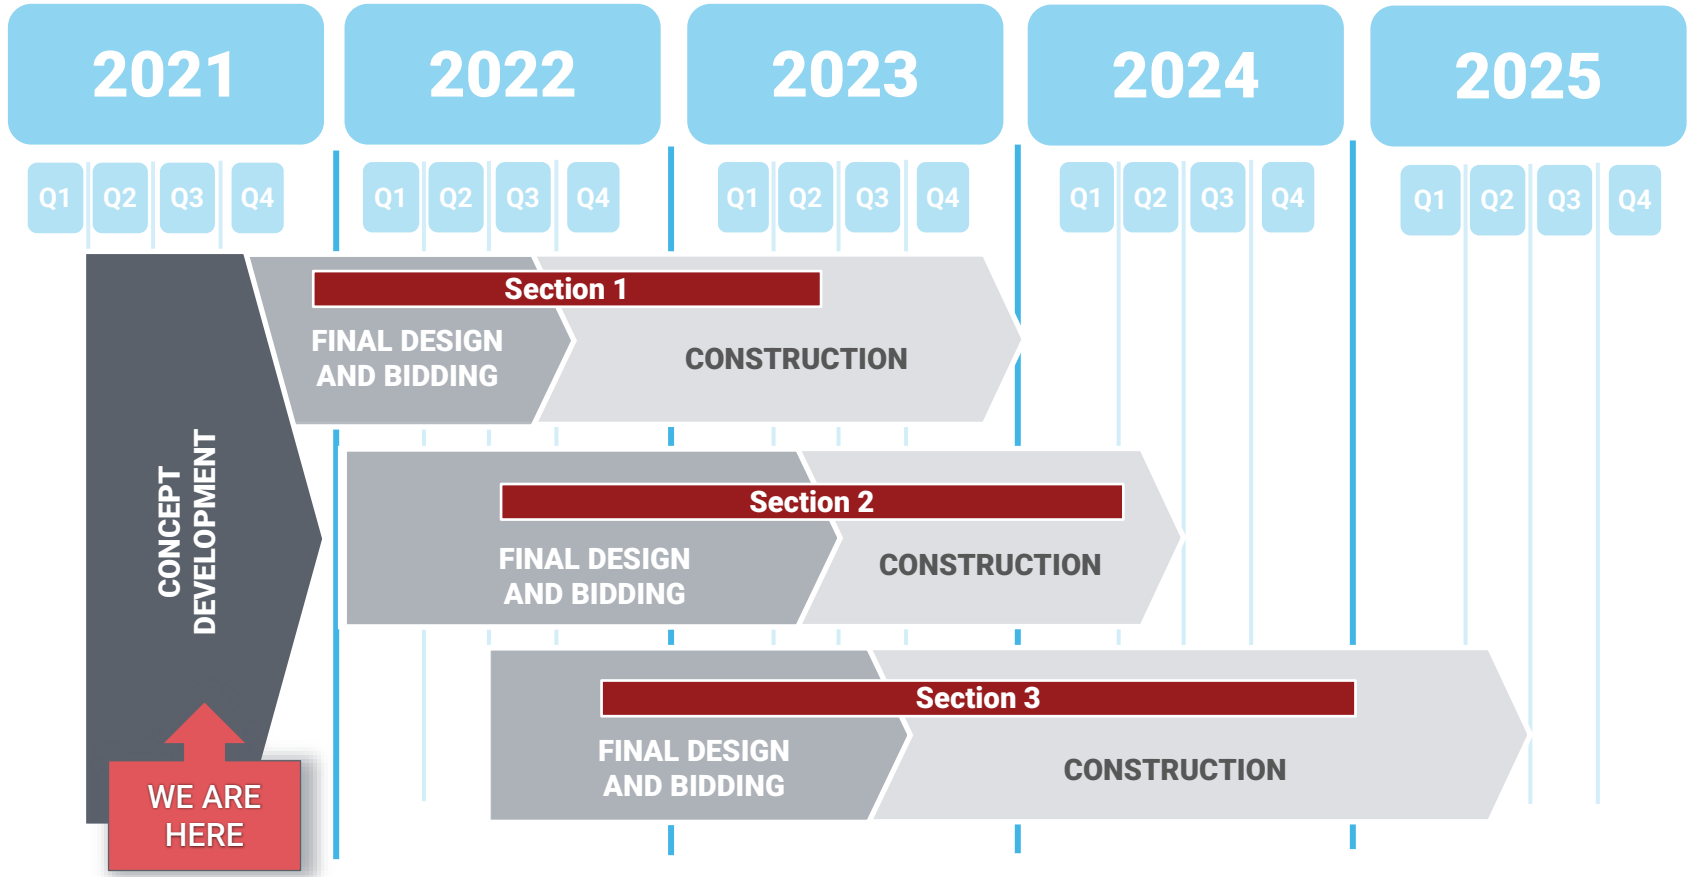 2021 2022 2023 2024 2025
Q1 Q2 Q3 Q4 Q1 Q2 Q3 Q4 Q1 Q2 Q3 Q4 Q1 Q2 Q3 Q4 Q1 Q2 Q3 Q4
Section 1
FINAL DESIGN
AND BIDDING
CONSTRUCTION
CONCEPT
DEVELOPMENT
Section 2
FINAL DESIGN
AND BIDDING
CONSTRUCTION
Section 3
FINAL DESIGN
AND BIDDING
CONSTRUCTION
WE ARE
HERE